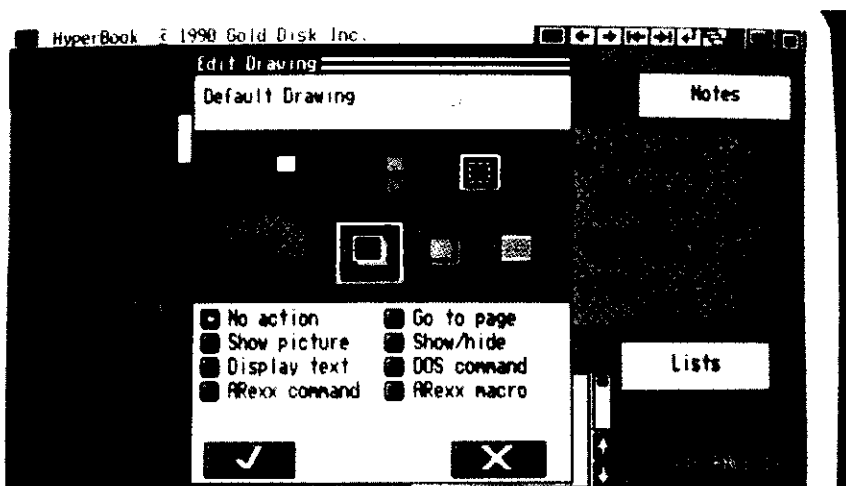 HyperBook © 1990 Gold Disk Inc.
Edit Drawing
Default Drawing
Notes
No action
Go to page
Show picture
Show/hide
Display text
DOS command
ARexx command
ARexx macro
Lists